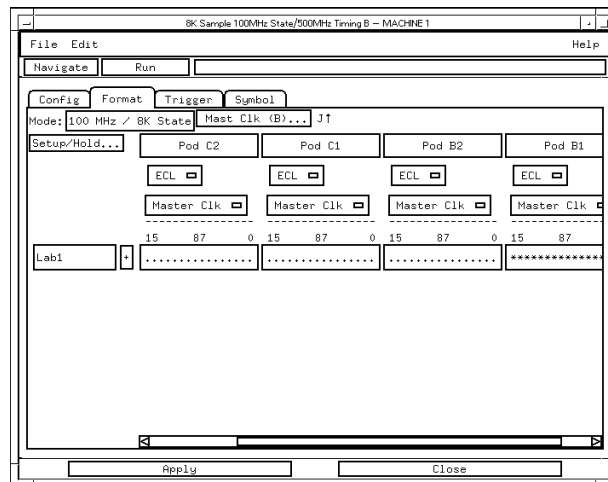 8K Sample 100MHz State/500MHz Timing B — MACHINE 1
File Edit Help
Navigate Run
Config Format Trigger Symbol
Mode: 100 MHz / 8K State Mast Clk (B)... J↑
Setup/Hold... Pod C2 Pod C1 Pod B2 Pod B1
ECL ECL ECL ECL
Master Clk Master Clk Master Clk Master Clk
15 87 0 15 87 0 15 87 0 15 87
Lab1 + ................ ................ ................ **************
Apply Close